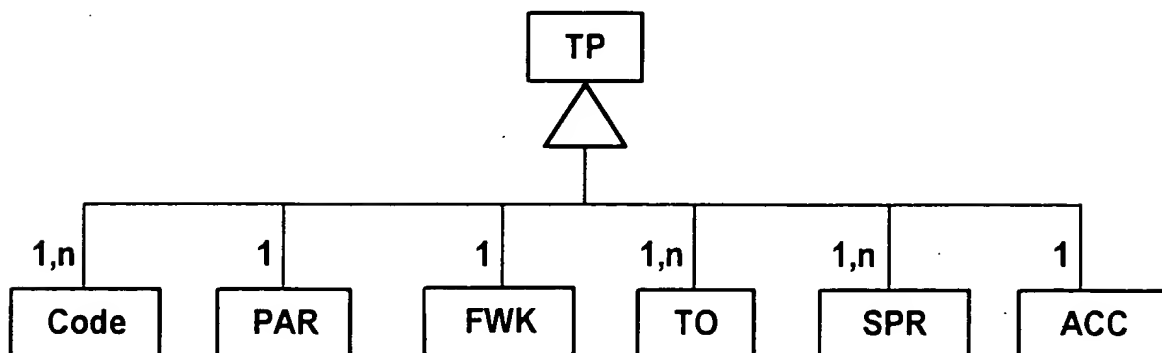 TP
1,n 1 1 1,n 1,n 1
Code PAR FWK TO SPR ACC